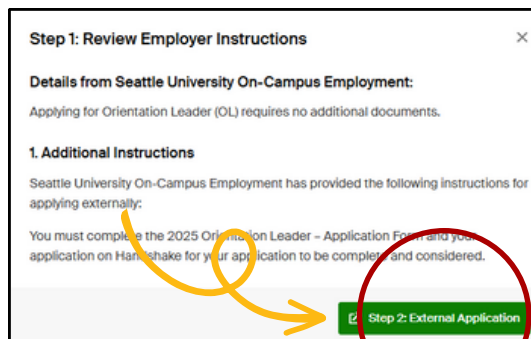 Step 1: Review Employer Instructions
Details from Seattle University On-Campus Employment:
Applying for Orientation Leader (OL) requires no additional documents.
1. Additional Instructions
Seattle University On-Campus Employment has provided the following instructions for
applying externally:
You must complete the 2025 Orientation Leader – Application Form and your
application on Handshake for your application to be complete and considered.
Step 2: External Application